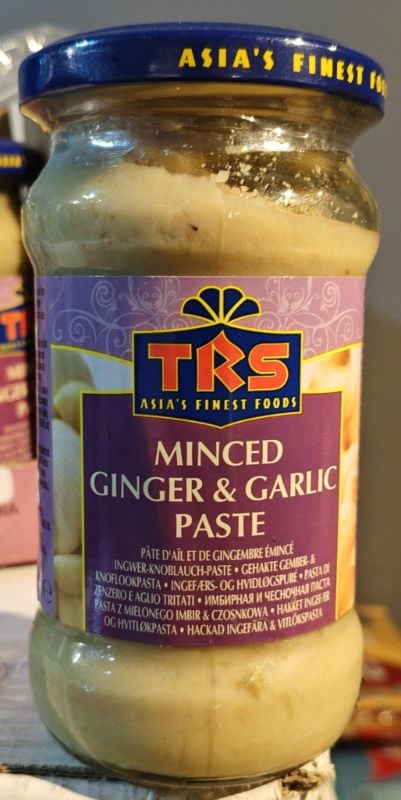 ASIA'S FINEST FO
TRS
ASIA'S FINEST FOODS
MINCED
GINGER & GARLIC
PASTE
PÂTE D'AÏL ET DE GINGEMBRE ÉMINCÉ
INGWER-KNOBLAUCH-PASTE • GEHAKTE GEMBER- &
KNOFLOOKPASTA • INGEFÆRS- OG HVIDLØGSPURÉ • PASTA DI
ZENZERO E AGLIO TRITATI • ИМБИРНАЯ И ЧЕСНОЧНАЯ ПАСТА
PASTA Z MIELONEGO IMBIR & CZOSNKOWA • HAKKET INGEFÆR
OG HVITLØKPASTA • HACKAD INGEFÄRA & VITLÖKSPASTA